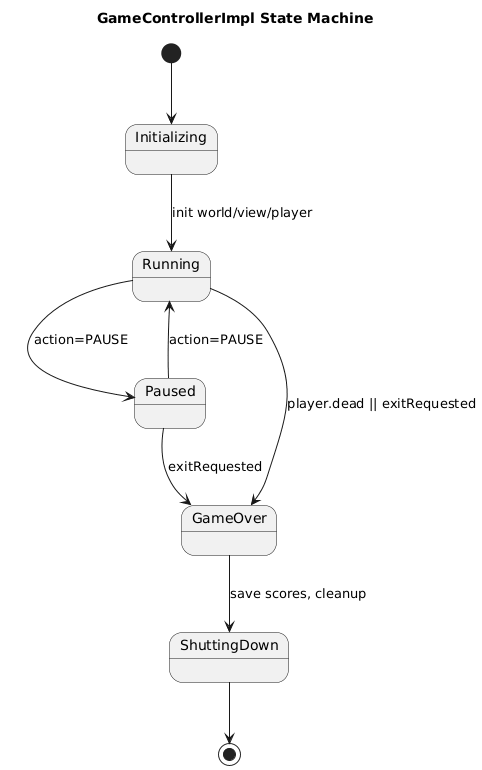 GameControllerImpl State Machine
Initializing
init world/view/player
Running
action=PAUSE
action=PAUSE
Paused
player.dead || exitRequested
exitRequested
GameOver
save scores, cleanup
ShuttingDown